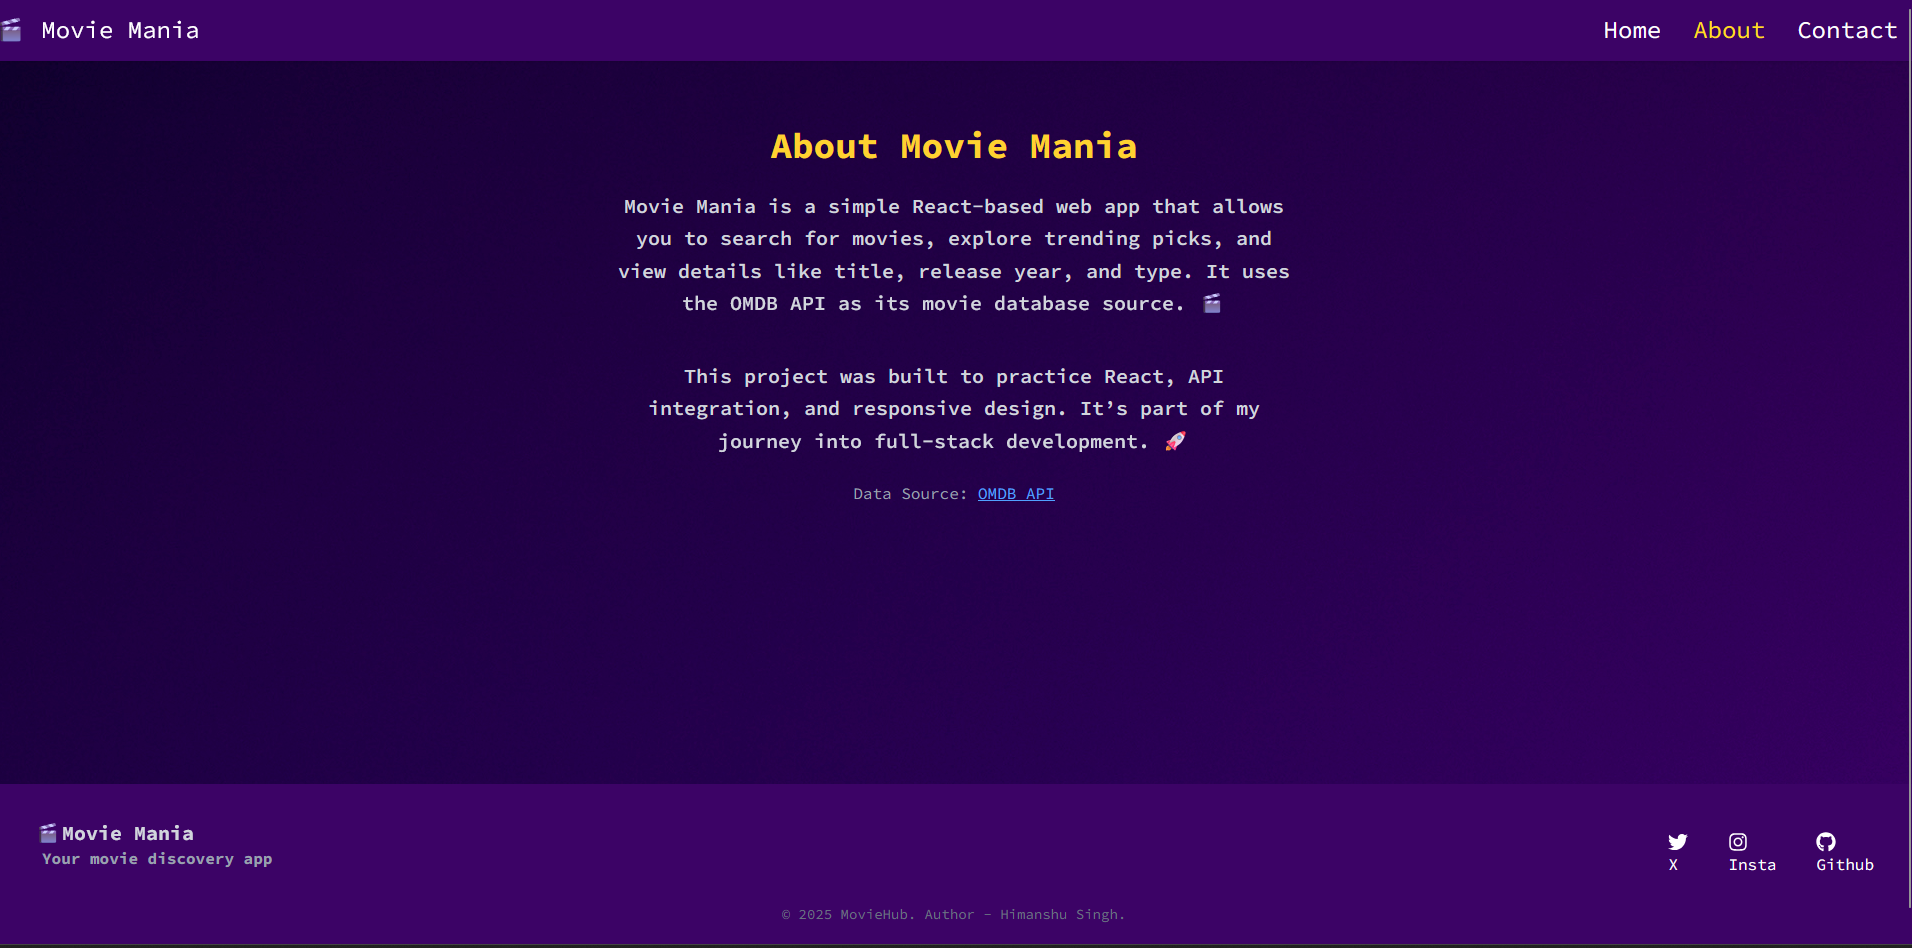 🎬 Movie Mania
Home About Contact
About Movie Mania
Movie Mania is a simple React-based web app that allows
you to search for movies, explore trending picks, and
view details like title, release year, and type. It uses
the OMDB API as its movie database source. 🎬
This project was built to practice React, API
integration, and responsive design. It’s part of my
journey into full-stack development. 🚀
Data Source: OMDB API
🎬Movie Mania
Your movie discovery app
X Insta Github
© 2025 MovieHub. Author - Himanshu Singh.